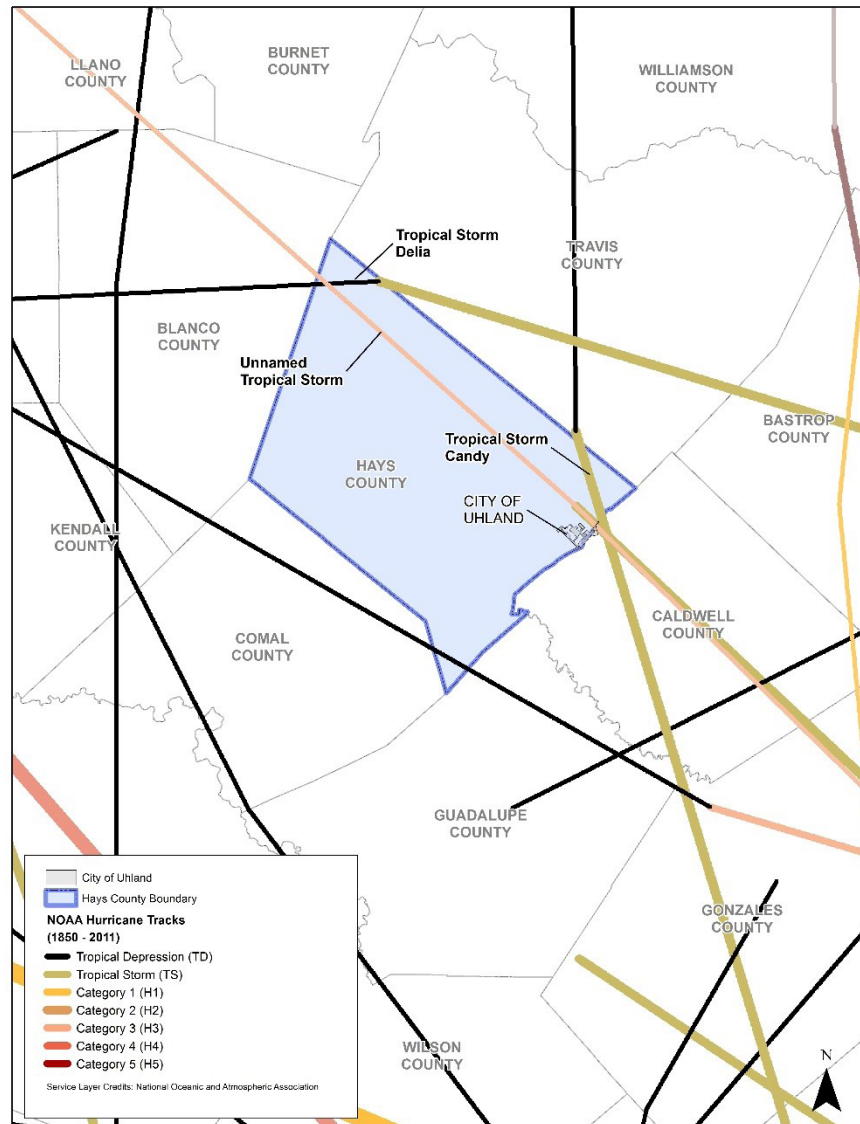 BURNET
COUNTY
LLANO
COUNTY
WILLIAMSON
COUNTY
Tropical Storm
Delia
TRAVIS
COUNTY
BLANCO
COUNTY
Unnamed
Tropical Storm
BASTROP
COUNTY
Tropical Storm
Candy
HAYS
COUNTY
CITY OF
UHLAND
KENDALL
COUNTY
CALDWELL
COUNTY
COMAL
COUNTY
GUADALUPE
COUNTY
GONZALES
COUNTY
WILSON
COUNTY
City of Uhland
Hays County Boundary
NOAA Hurricane Tracks
(1850 - 2011)
Tropical Depression (TD)
Tropical Storm (TS)
Category 1 (H1)
Category 2 (H2)
Category 3 (H3)
Category 4 (H4)
Category 5 (H5)
Service Layer Credits: National Oceanic and Atmospheric Association
N